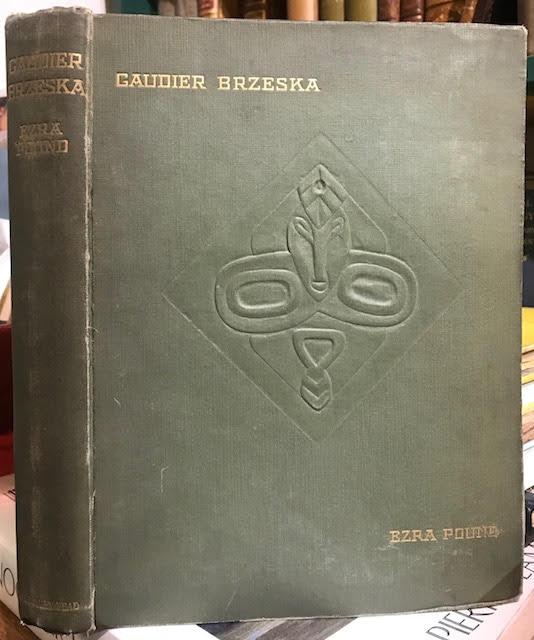 GAUDIER
BRZESKA
EZRA
POUND
GAUDIER BRZESKA
EZRA POUND